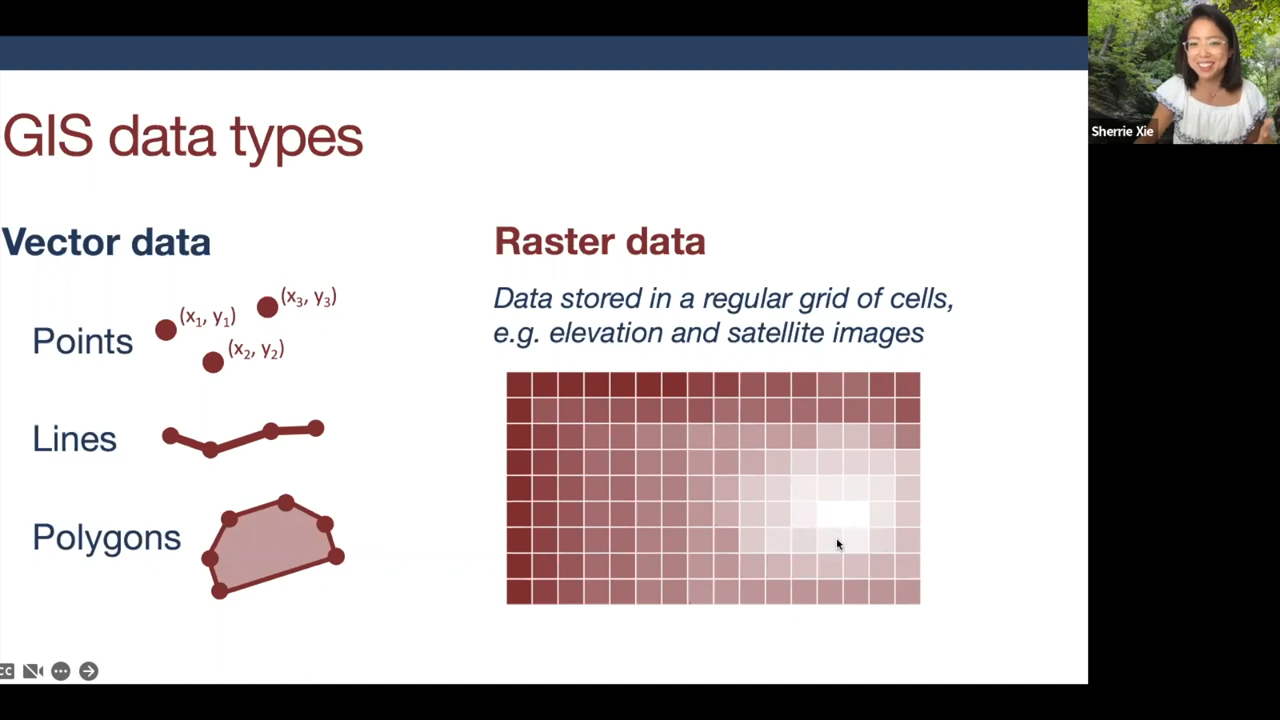 Sherrie Xie
GIS data types
Vector data
Points
(x₁, y₁)
(x₂, y₂)
(x₃, y₃)
Lines
Polygons
Raster data
Data stored in a regular grid of cells,
e.g. elevation and satellite images
CC